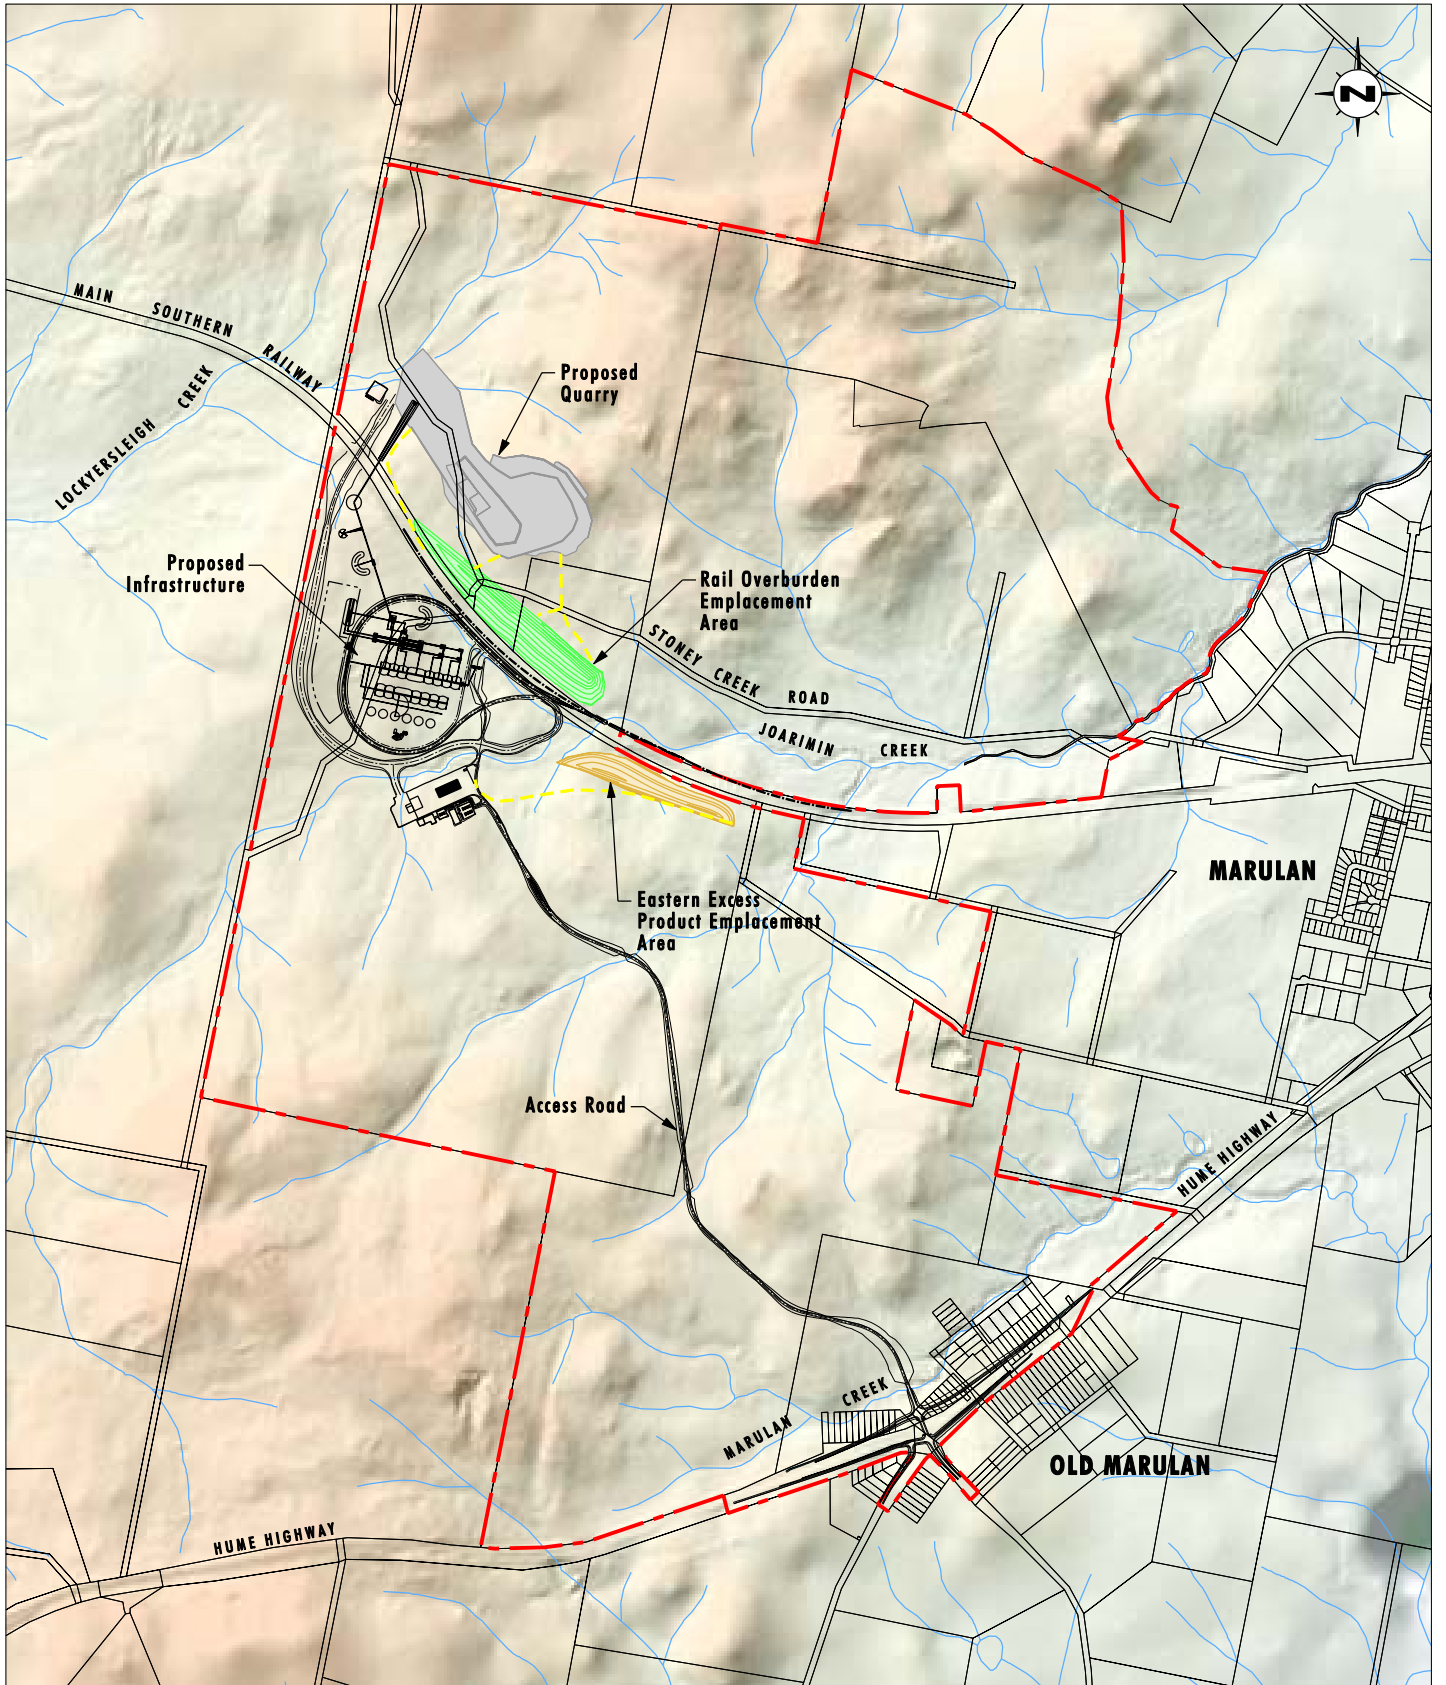 N
MAIN SOUTHERN RAILWAY
LOCKYERSLEIGH CREEK
Proposed
Quarry
Proposed
Infrastructure
Rail Overburden
Emplacement
Area
STONEY CREEK ROAD
JOARIMIN CREEK
MARULAN
Eastern Excess
Product Emplacement
Area
Access Road
HUME HIGHWAY
MARULAN CREEK
OLD MARULAN
HUME HIGHWAY